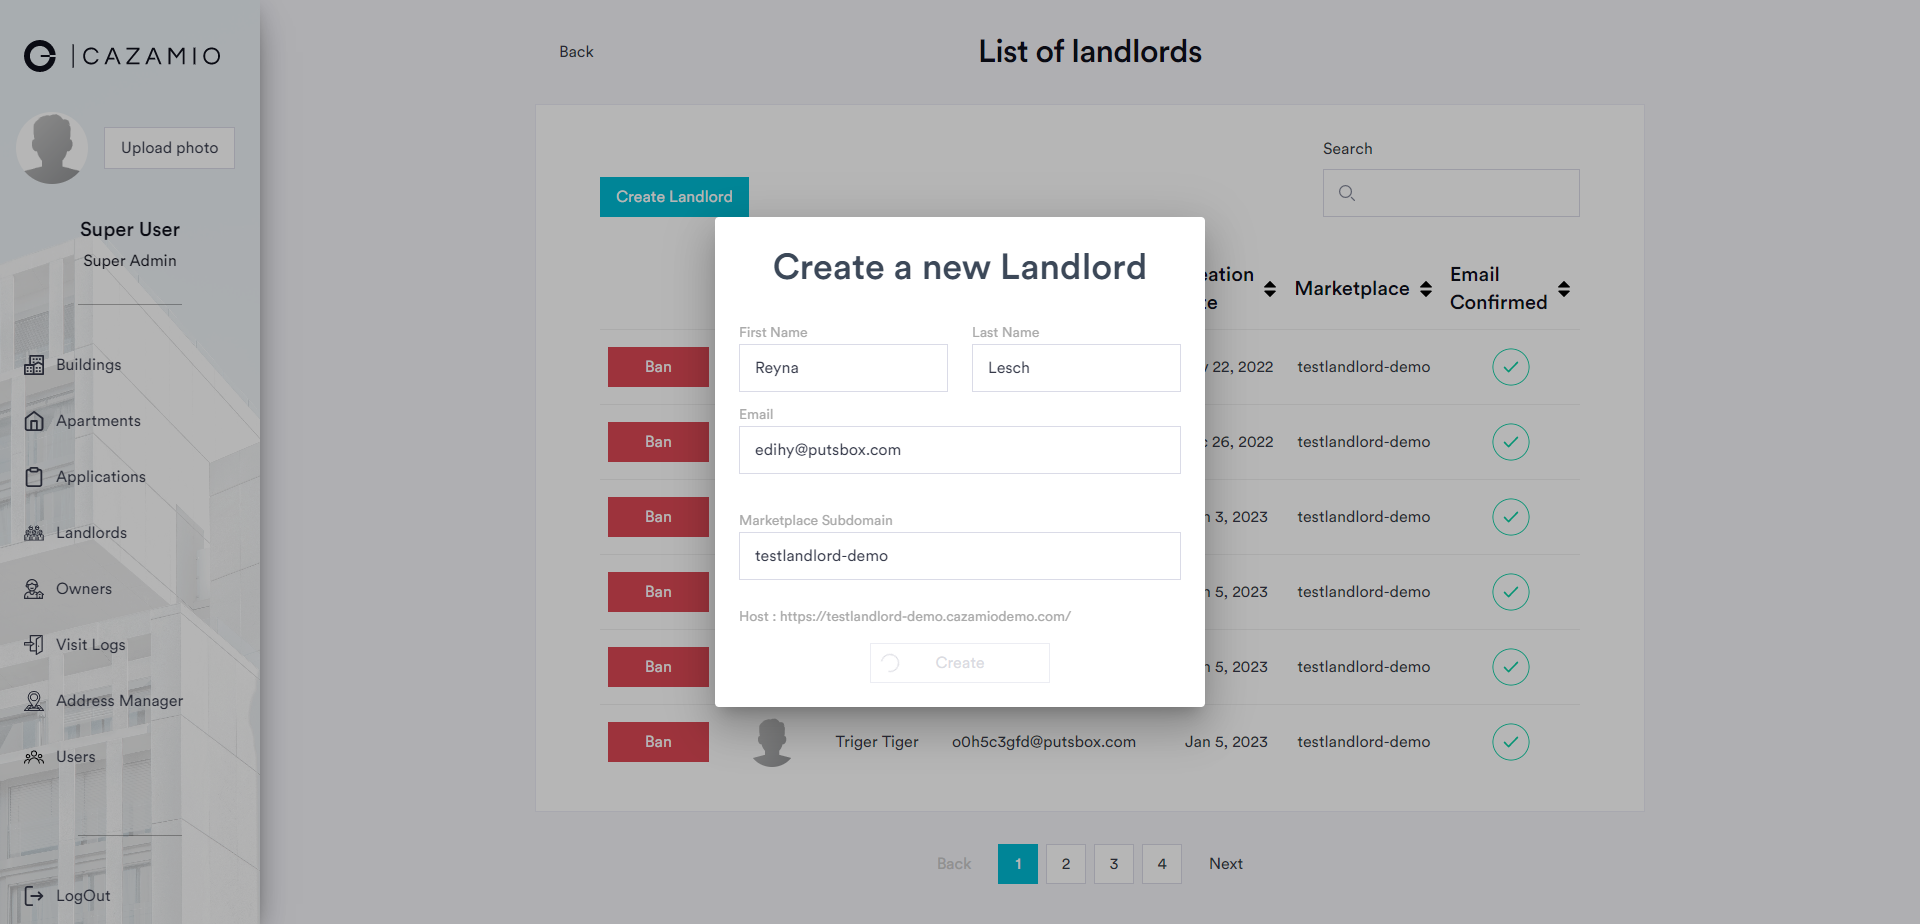 CAZAMIO
Upload photo
Super User
Super Admin
Buildings
Apartments
Applications
Landlords
Owners
Visit Logs
Address Manager
Users
LogOut
Back
List of landlords
Search
Create Landlord
Marketplace
Email
Confirmed
Ban
22, 2022
testlandlord-demo
Ban
26, 2022
testlandlord-demo
Ban
3, 2023
testlandlord-demo
Ban
5, 2023
testlandlord-demo
Ban
5, 2023
testlandlord-demo
Ban
Triger Tiger
o0h5c3gfd@putsbox.com
Jan 5, 2023
testlandlord-demo
Create a new Landlord
First Name
Last Name
Reyna
Lesch
Email
edihy@putsbox.com
Marketplace Subdomain
testlandlord-demo
Host : https://testlandlord-demo.cazamiodemo.com/
Create
Back
1
2
3
4
Next